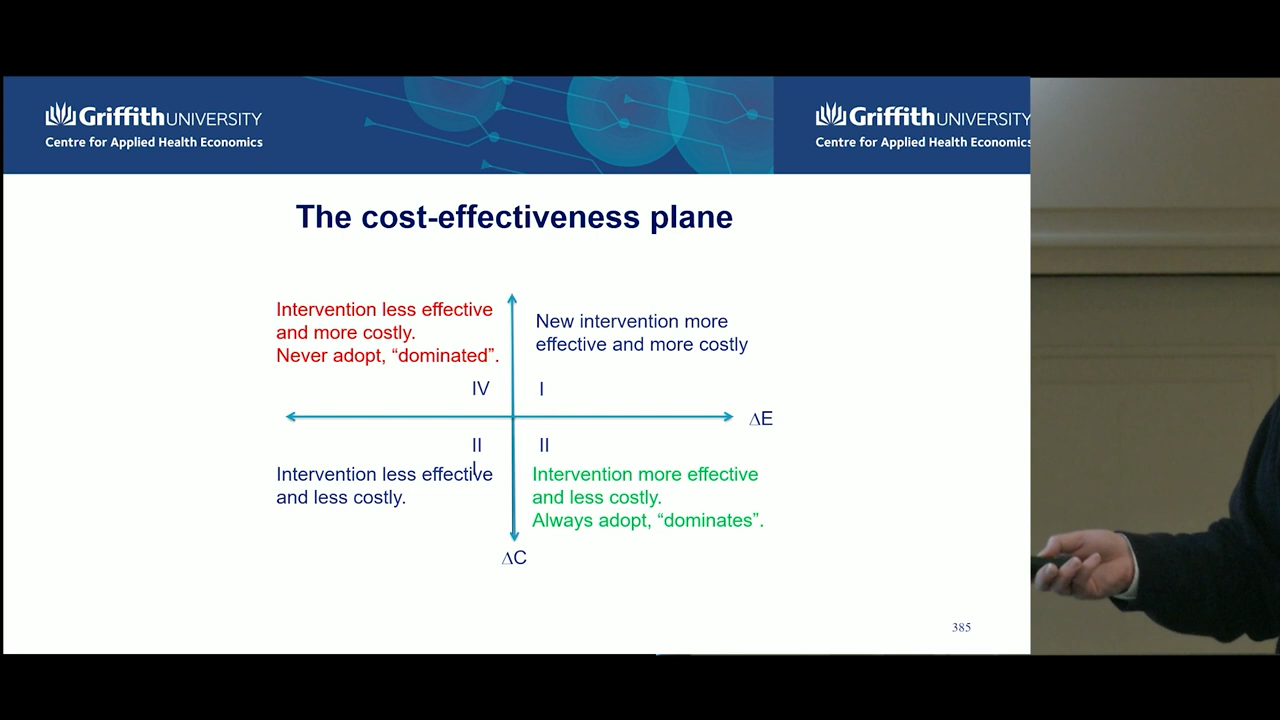 Griffith UNIVERSITY
Centre for Applied Health Economics
Griffith UNIVERSITY
Centre for Applied Health Economics
The cost-effectiveness plane
Intervention less effective
and more costly.
Never adopt, “dominated”.
New intervention more
effective and more costly
IV
I
ΔE
II
I
II
Intervention less effective
and less costly.
Intervention more effective
and less costly.
Always adopt, “dominates”.
ΔC
385